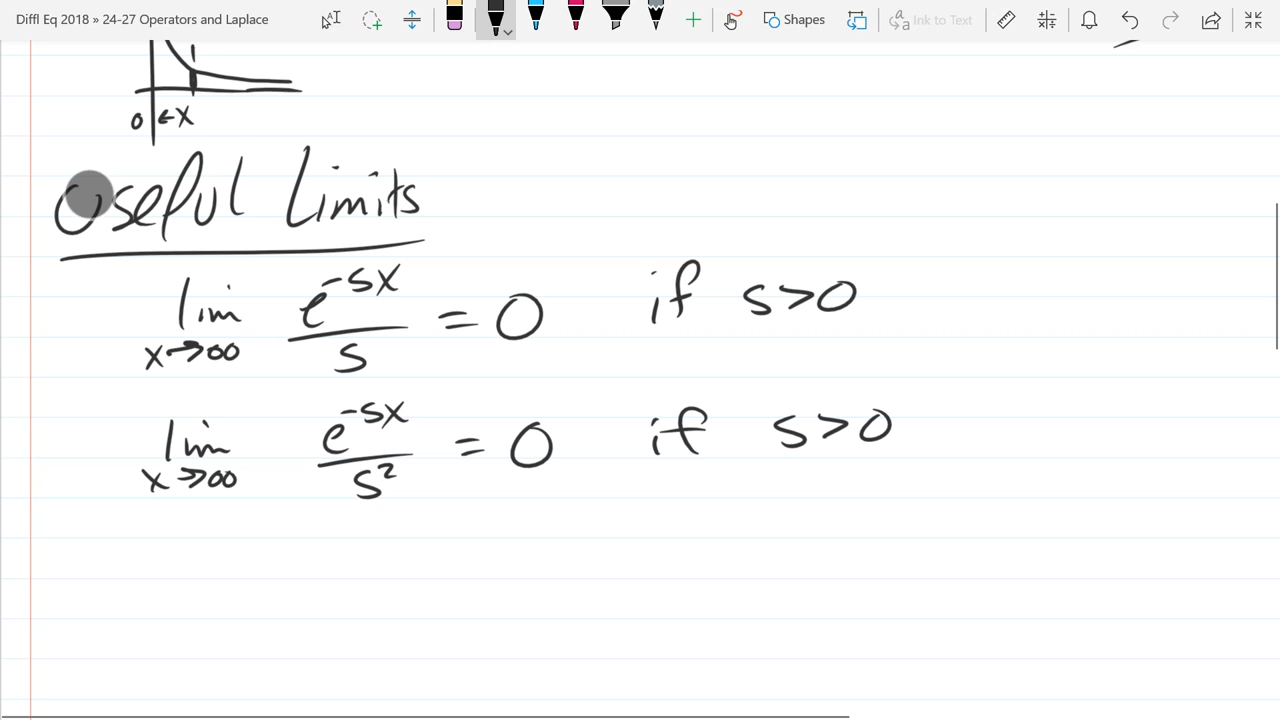 Diffl Eq 2018 » 24-27 Operators and Laplace
Shapes
Ink to Text
0 ← x
Useful Limits
lim x→∞ e^{-sx}/s = 0 if s>0
lim x→∞ e^{-sx}/s² = 0 if s>0